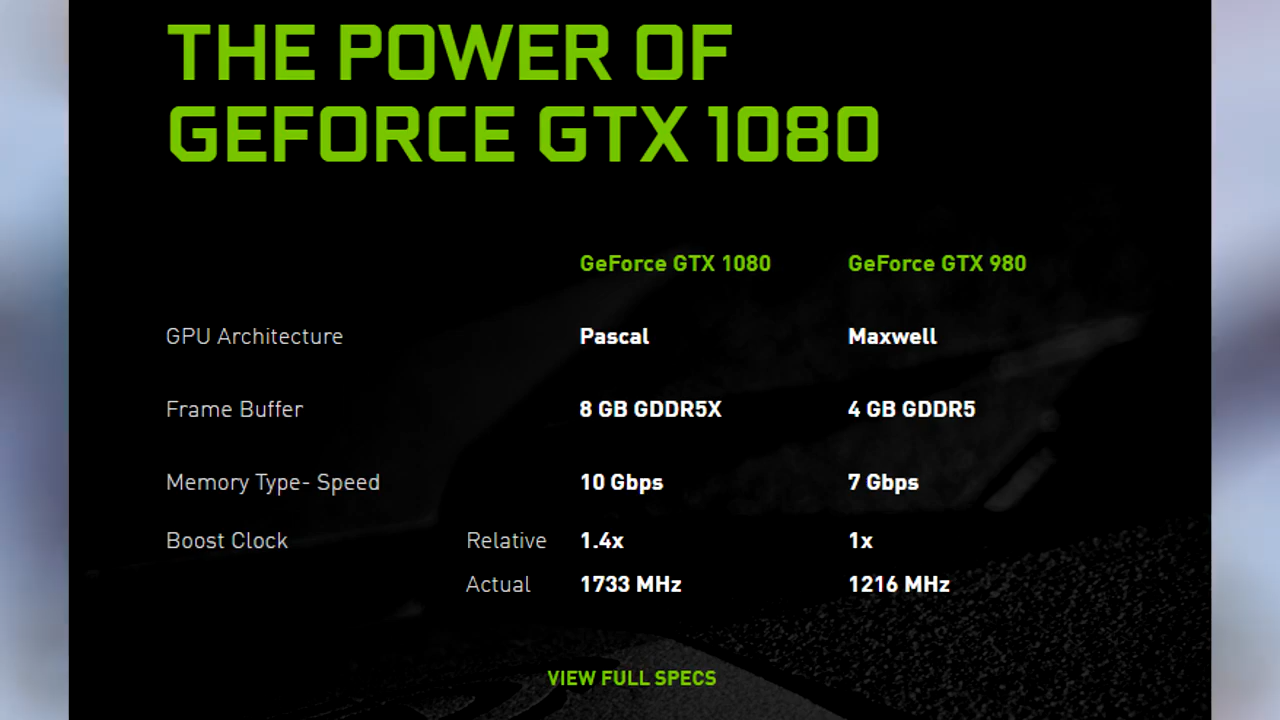 THE POWER OF
GEFORCE GTX 1080
GeForce GTX 1080 GeForce GTX 980
GPU Architecture Pascal Maxwell
Frame Buffer 8 GB GDDR5X 4 GB GDDR5
Memory Type- Speed 10 Gbps 7 Gbps
Boost Clock Relative 1.4x 1x
Actual 1733 MHz 1216 MHz
VIEW FULL SPECS